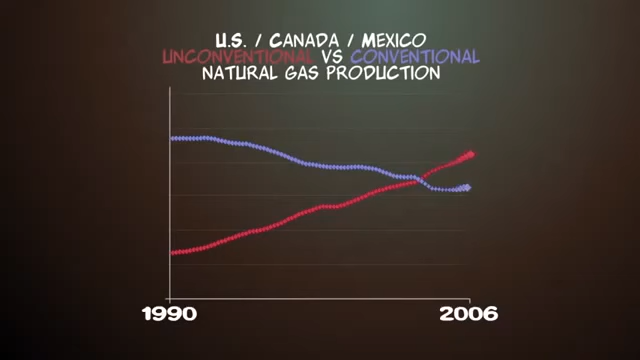 U.S. / CANADA / MEXICO
UNCONVENTIONAL VS CONVENTIONAL
NATURAL GAS PRODUCTION
1990
2006